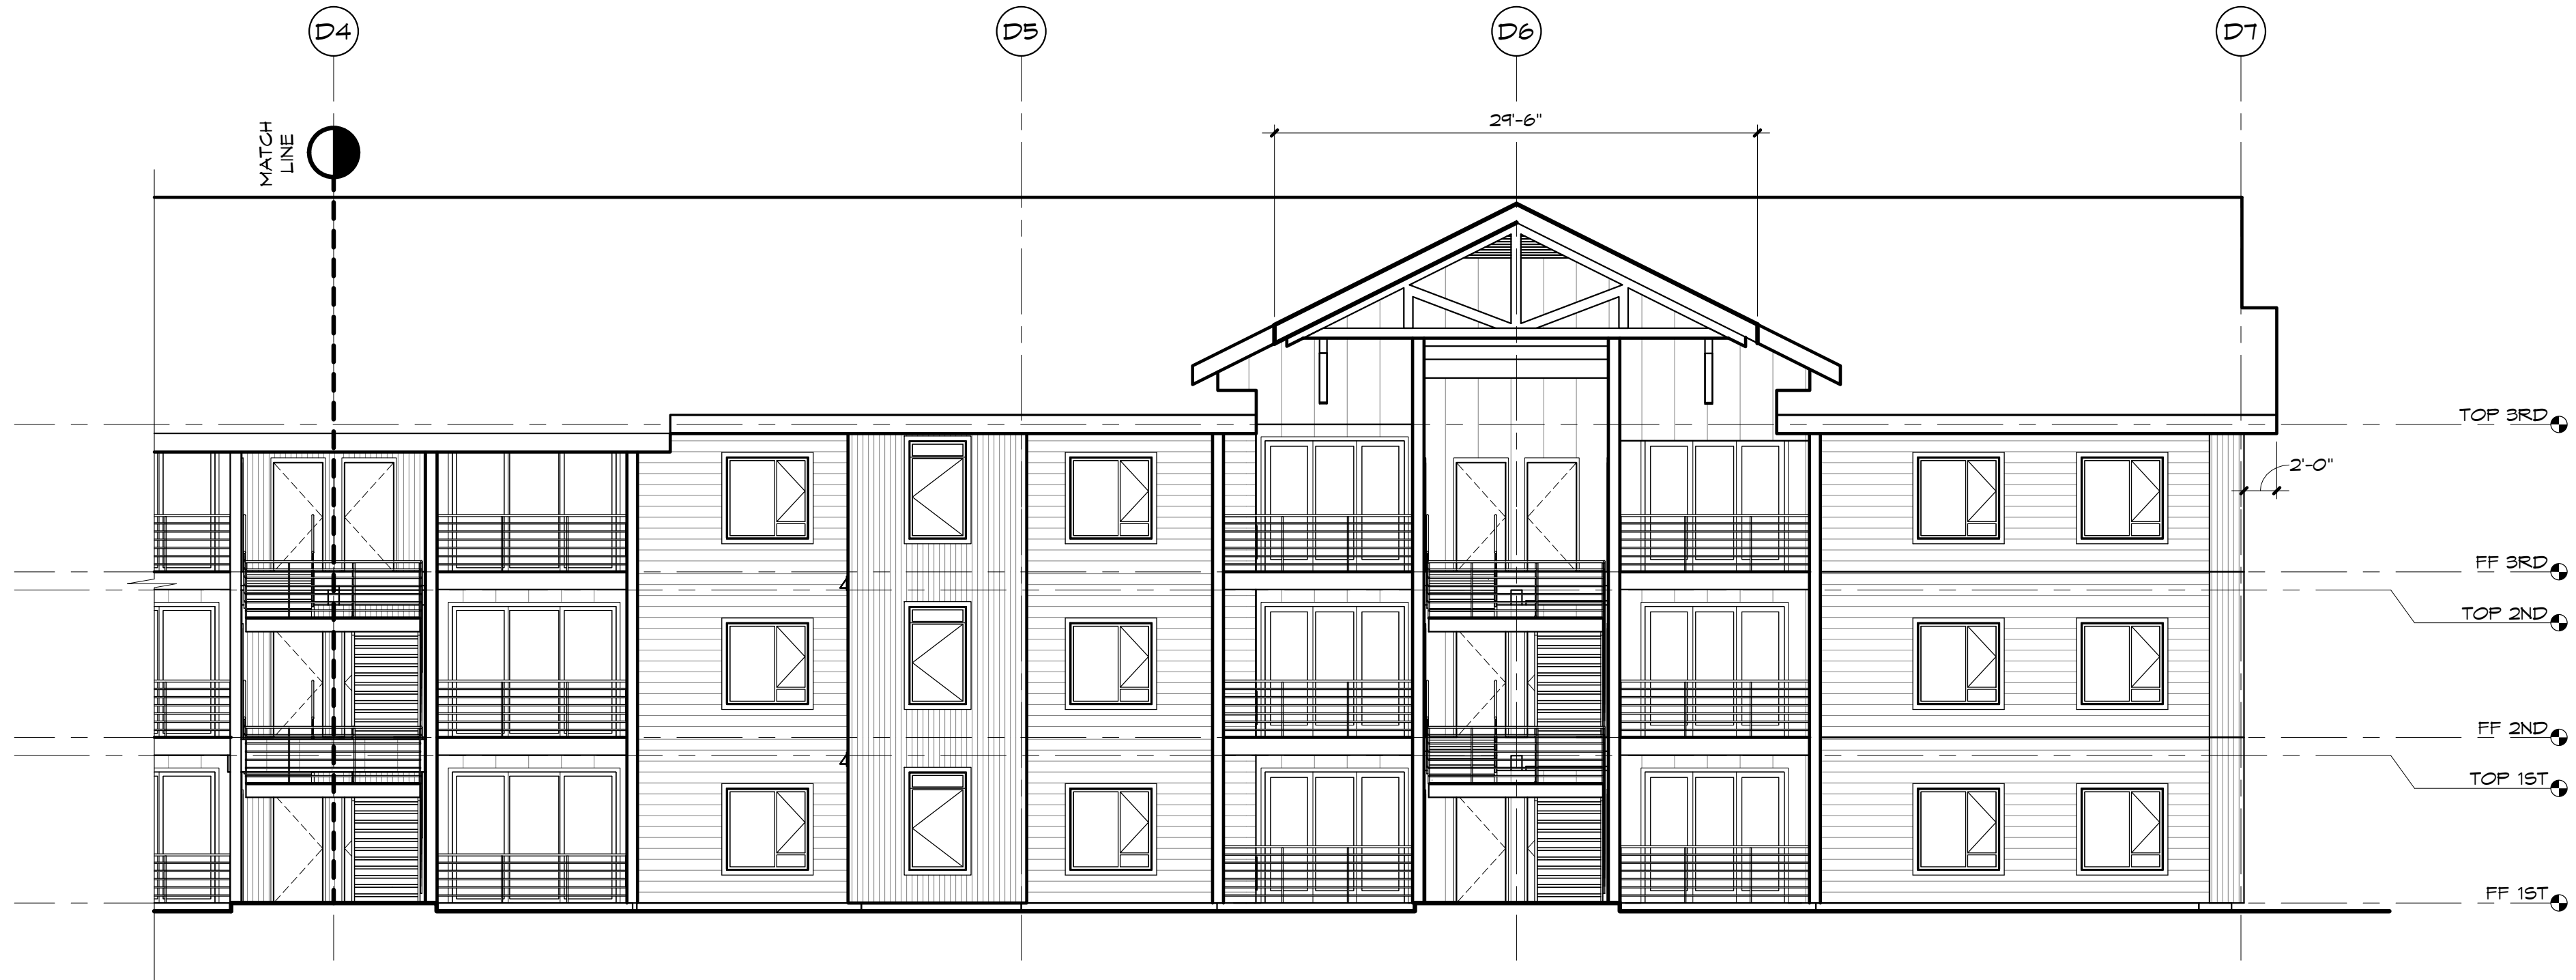 D4
D5
D6
D7
MATCH
LINE
29'-6"
TOP 3RD
2'-0"
FF 3RD
TOP 2ND
FF 2ND
TOP 1ST
FF 1ST